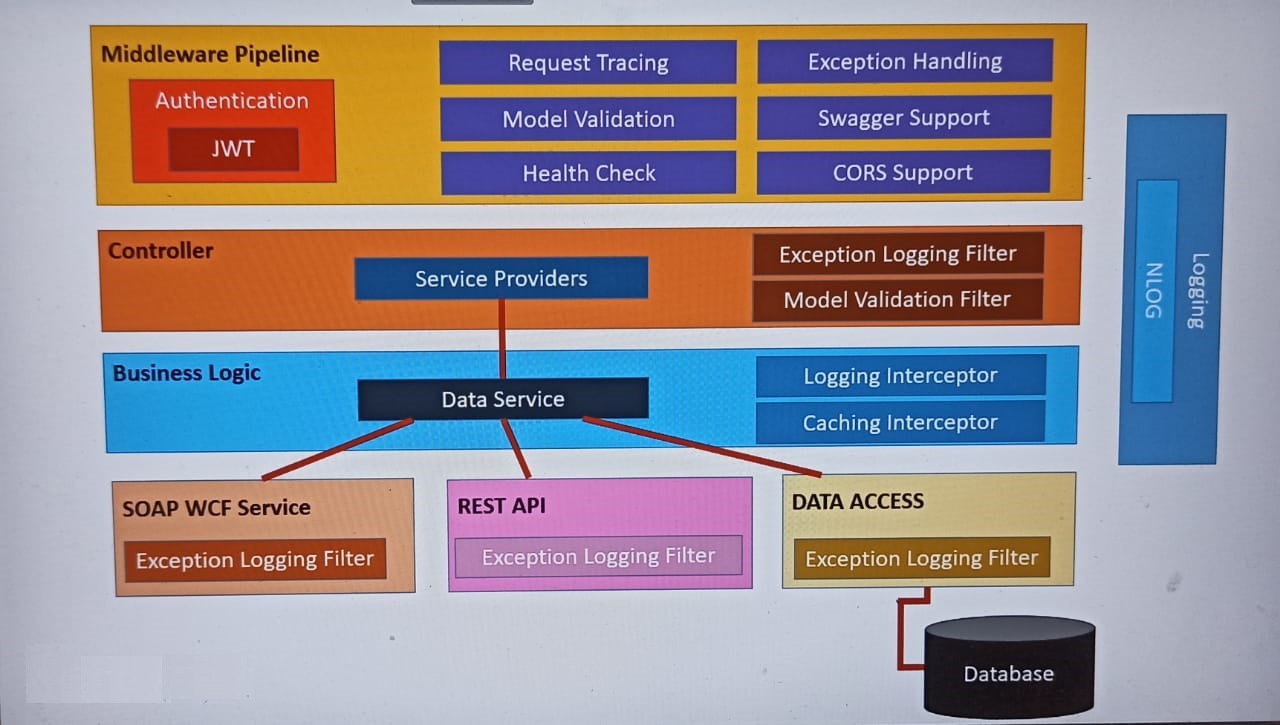 Middleware Pipeline
Authentication
JWT
Request Tracing
Exception Handling
Model Validation
Swagger Support
Health Check
CORS Support
Controller
Service Providers
Exception Logging Filter
Model Validation Filter
Business Logic
Data Service
Logging Interceptor
Caching Interceptor
SOAP WCF Service
Exception Logging Filter
REST API
Exception Logging Filter
DATA ACCESS
Exception Logging Filter
Database
Logging
NLOG